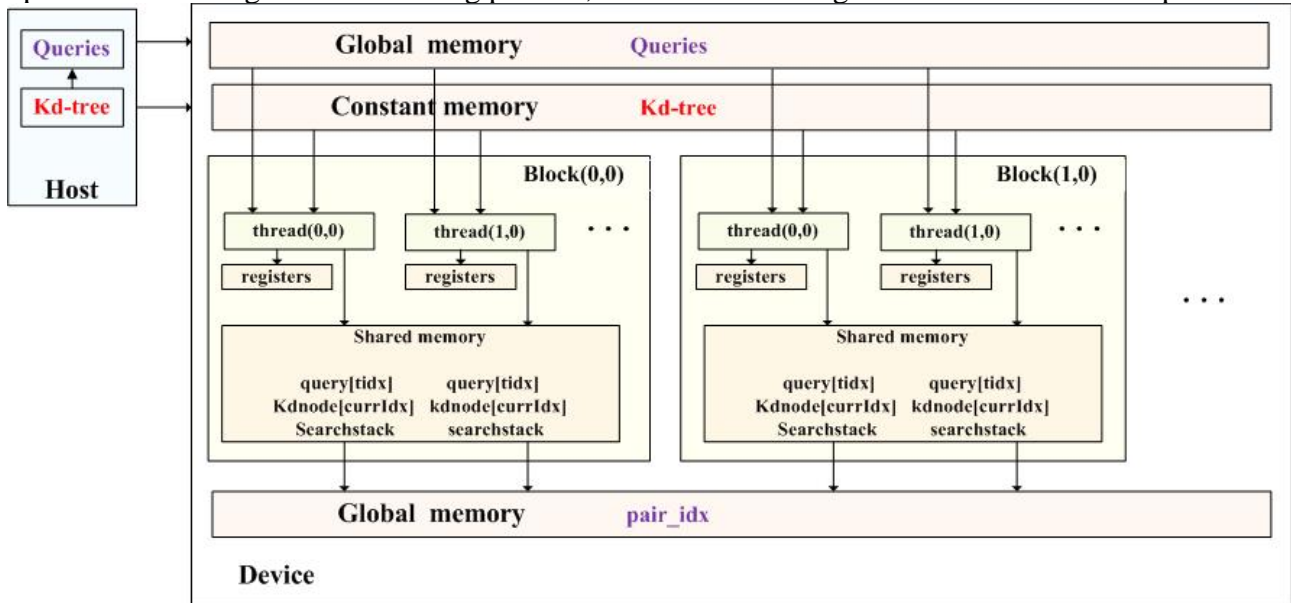 Queries
Kd-tree
Host
Global memory Queries
Constant memory Kd-tree
Block(0,0)
thread(0,0) thread(1,0) . . .
registers registers
Shared memory
query[tidx] query[tidx]
Kdnode[currIdx] kdnode[currIdx]
Searchstack searchstack
Block(1,0)
thread(0,0) thread(1,0) . . .
registers registers
Shared memory
query[tidx] query[tidx]
Kdnode[currIdx] kdnode[currIdx]
Searchstack searchstack
. . .
Global memory pair_idx
Device